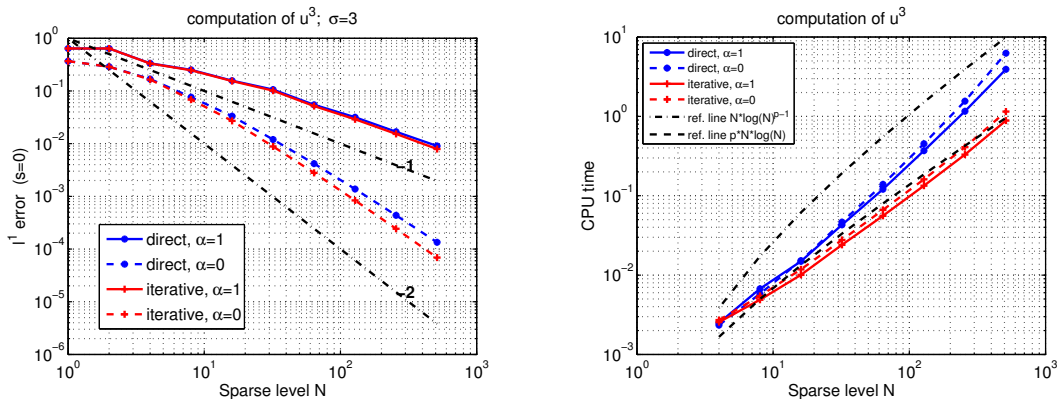 computation of u³; σ=3
10⁰
10⁻¹
10⁻²
10⁻³
10⁻⁴
10⁻⁵
10⁻⁶
l¹ error (s=0)
−1
−2
direct, α=1
direct, α=0
iterative, α=1
iterative, α=0
10⁰ 10¹ 10² 10³
Sparse level N
computation of u³
10¹
10⁰
10⁻¹
10⁻²
10⁻³
CPU time
direct, α=1
direct, α=0
iterative, α=1
iterative, α=0
ref. line N*log(N)ᵖ⁻¹
ref. line p*N*log(N)
10⁰ 10¹ 10² 10³
Sparse level N